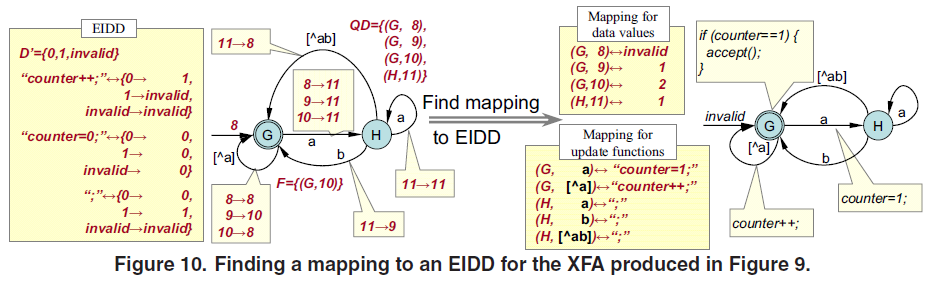 EIDD
D'={0,1,invalid}
"counter++;"↔{0→ 1,
1→invalid,
invalid→invalid}
"counter=0;"↔{0→ 0,
1→ 0,
invalid→ 0}
";"↔{0→ 0,
1→ 1,
invalid→invalid}
11→8
[^ab]
QD={(G, 8),
(G, 9),
(G,10),
(H,11)}
8→11
9→11
10→11
8
G
a
H
a
[^a]
b
F={(G,10)}
8→8
9→10
10→8
11→9
11→11
Find mapping
to EIDD
Mapping for
data values
(G, 8)↔invalid
(G, 9)↔ 1
(G,10)↔ 2
(H,11)↔ 1
Mapping for
update functions
(G, a)↔ "counter=1;"
(G, [^a])↔"counter++;"
(H, a)↔";"
(H, b)↔";"
(H, [^ab])↔";"
if (counter==1) {
accept();
}
[^ab]
invalid
G
a
H
a
[^a]
b
counter++;
counter=1;
Figure 10. Finding a mapping to an EIDD for the XFA produced in Figure 9.